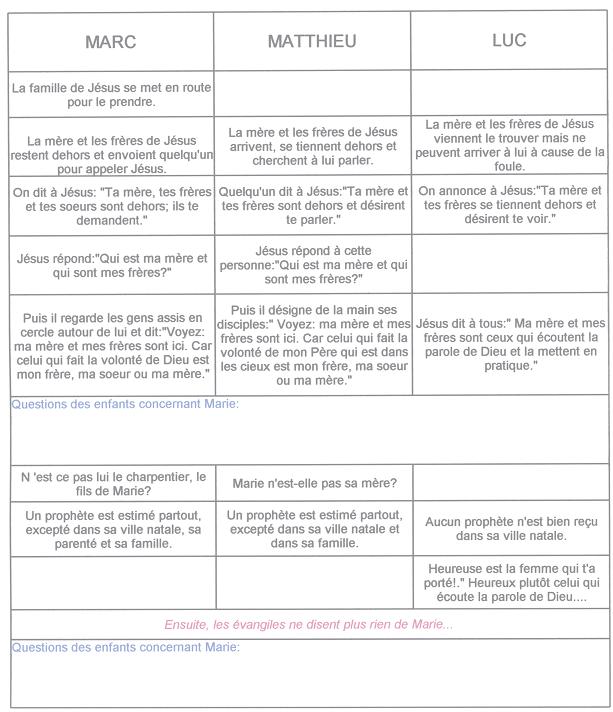 MARC
MATTHIEU
LUC
La famille de Jésus se met en route
pour le prendre.
La mère et les frères de Jésus
restent dehors et envoient quelqu'un
pour appeler Jésus.
La mère et les frères de Jésus
arrivent, se tiennent dehors et
cherchent à lui parler.
La mère et les frères de Jésus
viennent le trouver mais ne
peuvent arriver à lui à cause de la
foule.
On dit à Jésus: "Ta mère, tes frères
et tes soeurs sont dehors; ils te
demandent."
Quelqu'un dit à Jésus:"Ta mère et
tes frères sont dehors et désirent
te parler."
On annonce à Jésus:"Ta mère et
tes frères se tiennent dehors et
désirent te voir."
Jésus répond:"Qui est ma mère et
qui sont mes frères?"
Jésus répond à cette
personne:"Qui est ma mère et qui
sont mes frères?"
Puis il regarde les gens assis en
cercle autour de lui et dit:"Voyez:
ma mère et mes frères sont ici. Car
celui qui fait la volonté de Dieu est
mon frère, ma soeur ou ma mère."
Puis il désigne de la main ses
disciples:" Voyez: ma mère et mes
frères sont ici. Car celui qui fait la
volonté de mon Père qui est dans
les cieux est mon frère, ma soeur
ou ma mère."
Jésus dit à tous:" Ma mère et mes
frères sont ceux qui écoutent la
parole de Dieu et la mettent en
pratique."
Questions des enfants concernant Marie:
N 'est ce pas lui le charpentier, le
fils de Marie?
Marie n'est-elle pas sa mère?
Un prophète est estimé partout,
excepté dans sa ville natale, sa
parenté et sa famille.
Un prophète est estimé partout,
excepté dans sa ville natale et
dans sa famille.
Aucun prophète n'est bien reçu
dans sa ville natale.
Heureuse est la femme qui t'a
porté!." Heureux plutôt celui qui
écoute la parole de Dieu....
Ensuite, les évangiles ne disent plus rien de Marie...
Questions des enfants concernant Marie: